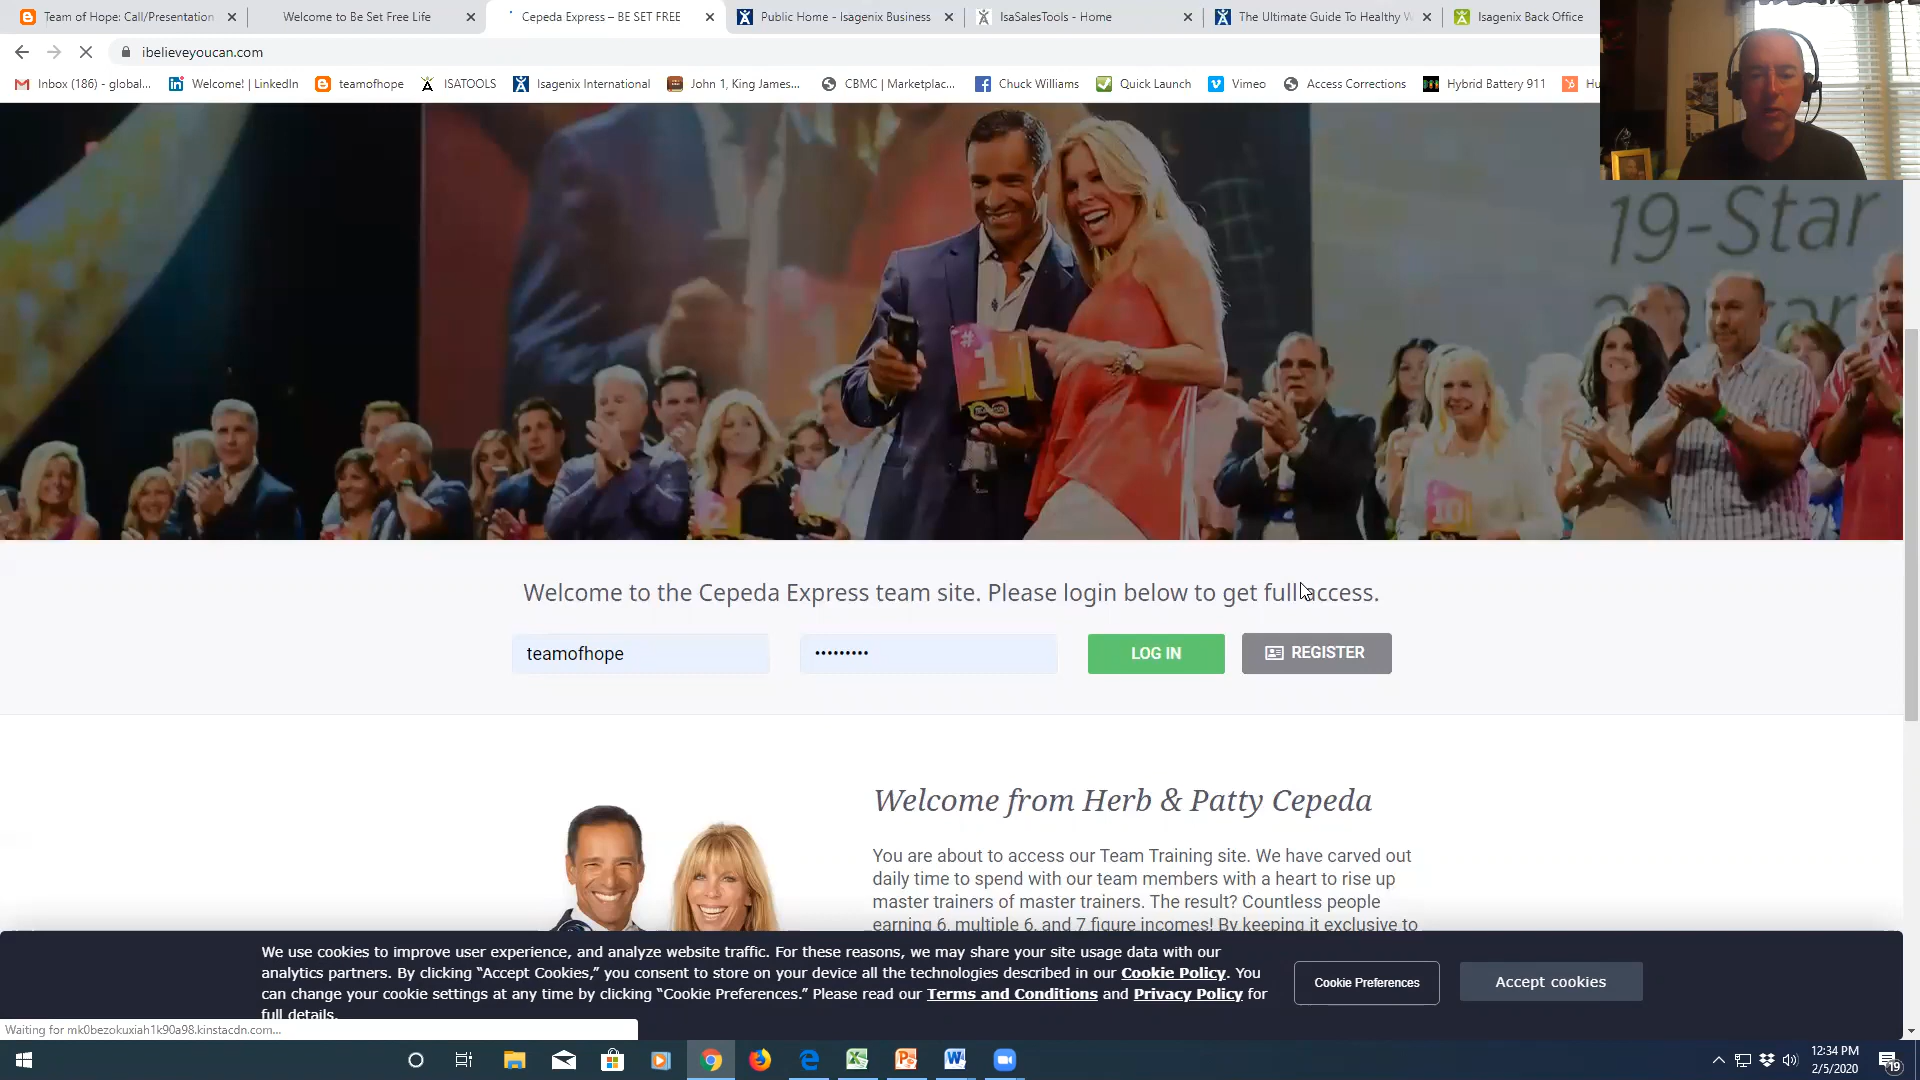 Team of Hope: Call/Presentation
Welcome to Be Set Free Life
Cepeda Express – BE SET FREE
Public Home - Isagenix Business
IsaSalesTools - Home
The Ultimate Guide To Healthy W
Isagenix Back Office
ibelieveyoucan.com
Inbox (186) - global...
Welcome! | LinkedIn
teamofhope
ISATOOLS
Isagenix International
John 1, King James...
CBMC | Marketplac...
Chuck Williams
Quick Launch
Vimeo
Access Corrections
Hybrid Battery 911
Hu
19-Star
#1
2
10
Welcome to the Cepeda Express team site. Please login below to get full access.
teamofhope
•••••••••
LOG IN
REGISTER
Welcome from Herb & Patty Cepeda
You are about to access our Team Training site. We have carved out
daily time to spend with our team members with a heart to rise up
master trainers of master trainers. The result? Countless people
earning 6, multiple 6, and 7 figure incomes! By keeping it exclusive to
We use cookies to improve user experience, and analyze website traffic. For these reasons, we may share your site usage data with our
analytics partners. By clicking “Accept Cookies,” you consent to store on your device all the technologies described in our Cookie Policy. You
can change your cookie settings at any time by clicking “Cookie Preferences.” Please read our Terms and Conditions and Privacy Policy for
full details.
Cookie Preferences
Accept cookies
Waiting for mk0bezokuxiah1k90a98.kinstacdn.com...
12:34 PM
2/5/2020
19